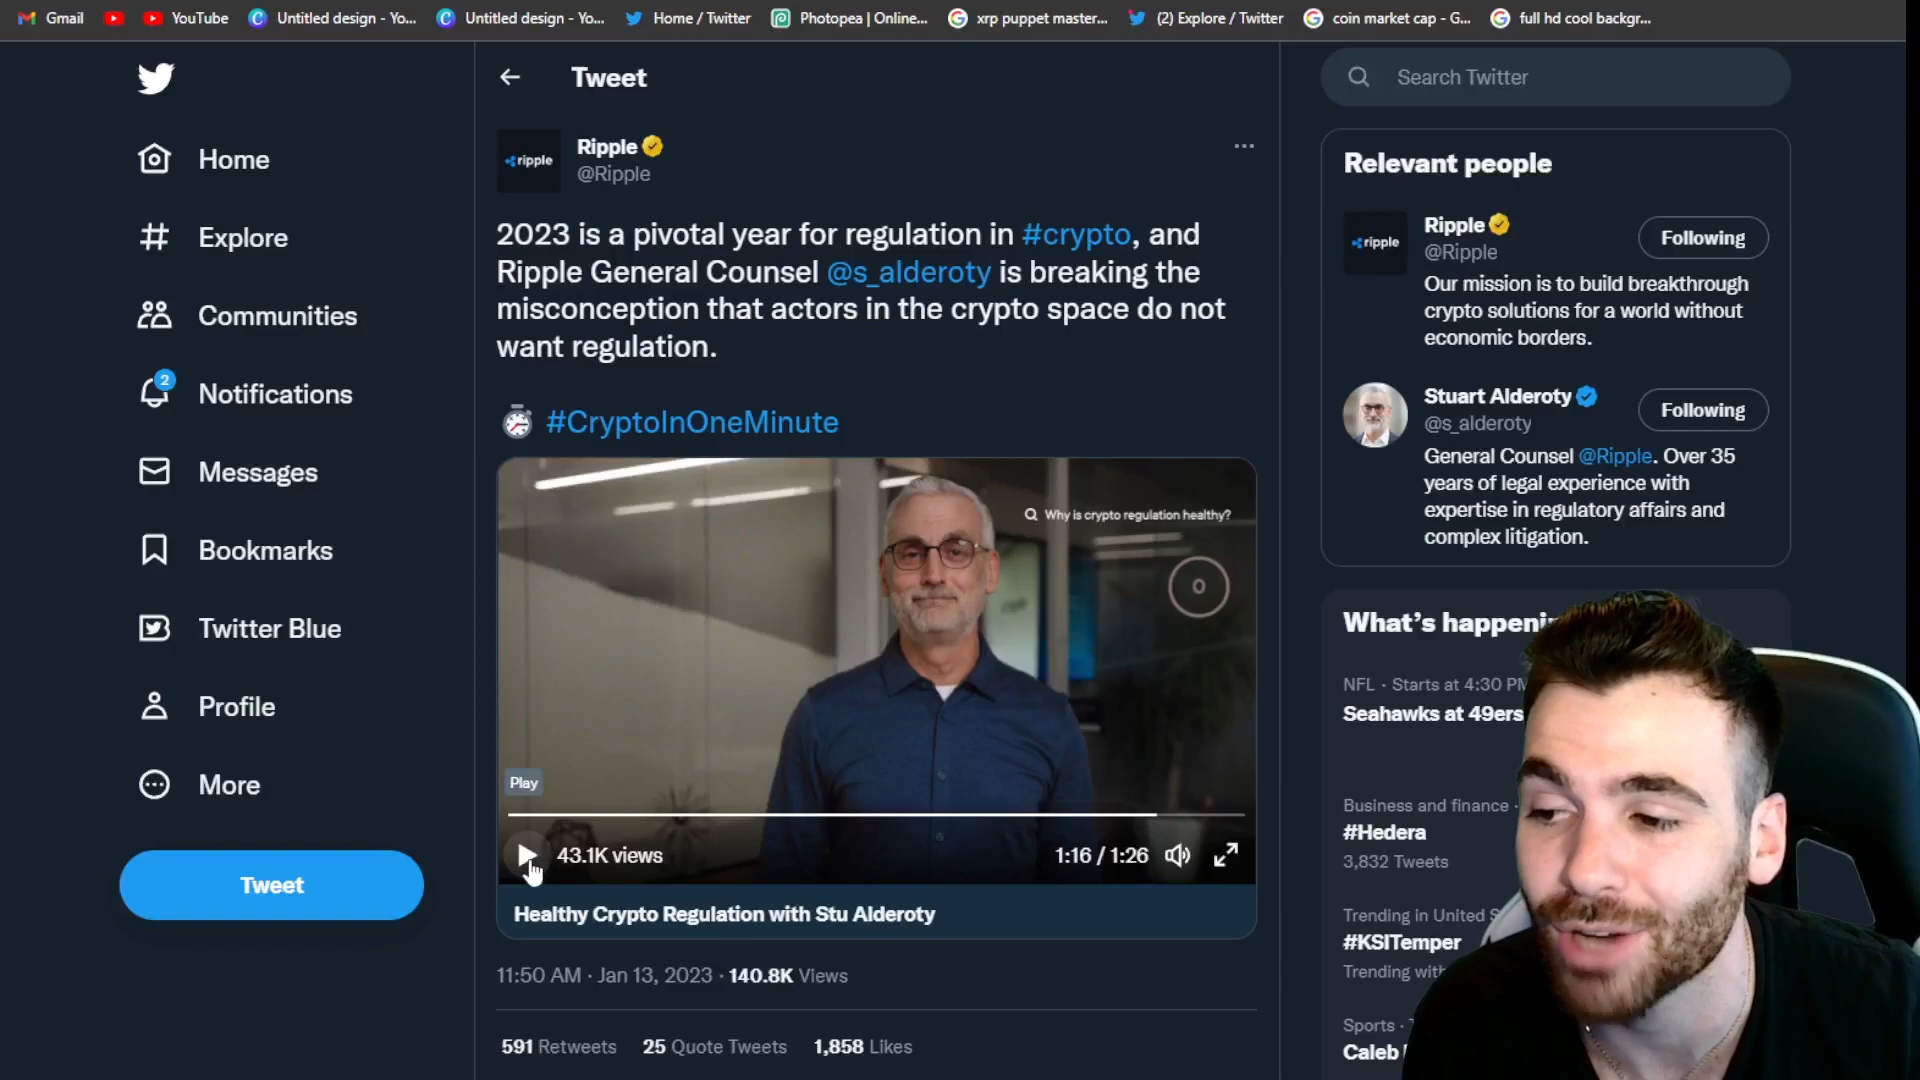 Gmail
YouTube
Untitled design - Yo...
Untitled design - Yo...
Home / Twitter
Photopea | Online...
xrp puppet master...
(2) Explore / Twitter
coin market cap - G...
full hd cool backgr...
Home
Explore
Communities
2
Notifications
Messages
Bookmarks
Twitter Blue
Profile
More
Tweet
Tweet
ripple
Ripple
@Ripple
2023 is a pivotal year for regulation in #crypto, and
Ripple General Counsel @s_alderoty is breaking the
misconception that actors in the crypto space do not
want regulation.
#CryptoInOneMinute
Why is crypto regulation healthy?
0
Play
43.1K views
1:16 / 1:26
Healthy Crypto Regulation with Stu Alderoty
11:50 AM · Jan 13, 2023 · 140.8K Views
591 Retweets 25 Quote Tweets 1,858 Likes
Search Twitter
Relevant people
ripple
Ripple
@Ripple
Following
Our mission is to build breakthrough
crypto solutions for a world without
economic borders.
Stuart Alderoty
@s_alderoty
Following
General Counsel @Ripple. Over 35
years of legal experience with
expertise in regulatory affairs and
complex litigation.
What's
NFL · Starts at 4:30
Seahawks at 49ers
Business and finance ·
#Hedera
3,832 Tweets
Trending in United
#KSITemper
Trending
Sports ·
Caleb